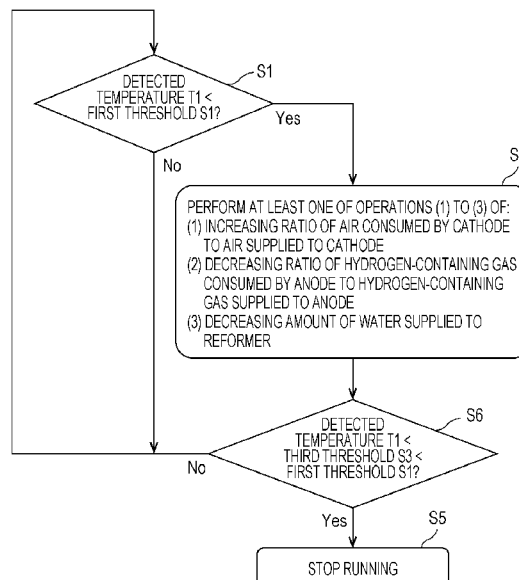 S1
DETECTED
TEMPERATURE T1 <
FIRST THRESHOLD S1?
Yes
No
PERFORM AT LEAST ONE OF OPERATIONS (1) TO (3) OF:
(1) INCREASING RATIO OF AIR CONSUMED BY CATHODE
TO AIR SUPPLIED TO CATHODE
(2) DECREASING RATIO OF HYDROGEN-CONTAINING GAS
CONSUMED BY ANODE TO HYDROGEN-CONTAINING
GAS SUPPLIED TO ANODE
(3) DECREASING AMOUNT OF WATER SUPPLIED TO
REFORMER
S6
DETECTED
TEMPERATURE T1 <
THIRD THRESHOLD S3 <
FIRST THRESHOLD S1?
No
Yes
S5
STOP RUNNING